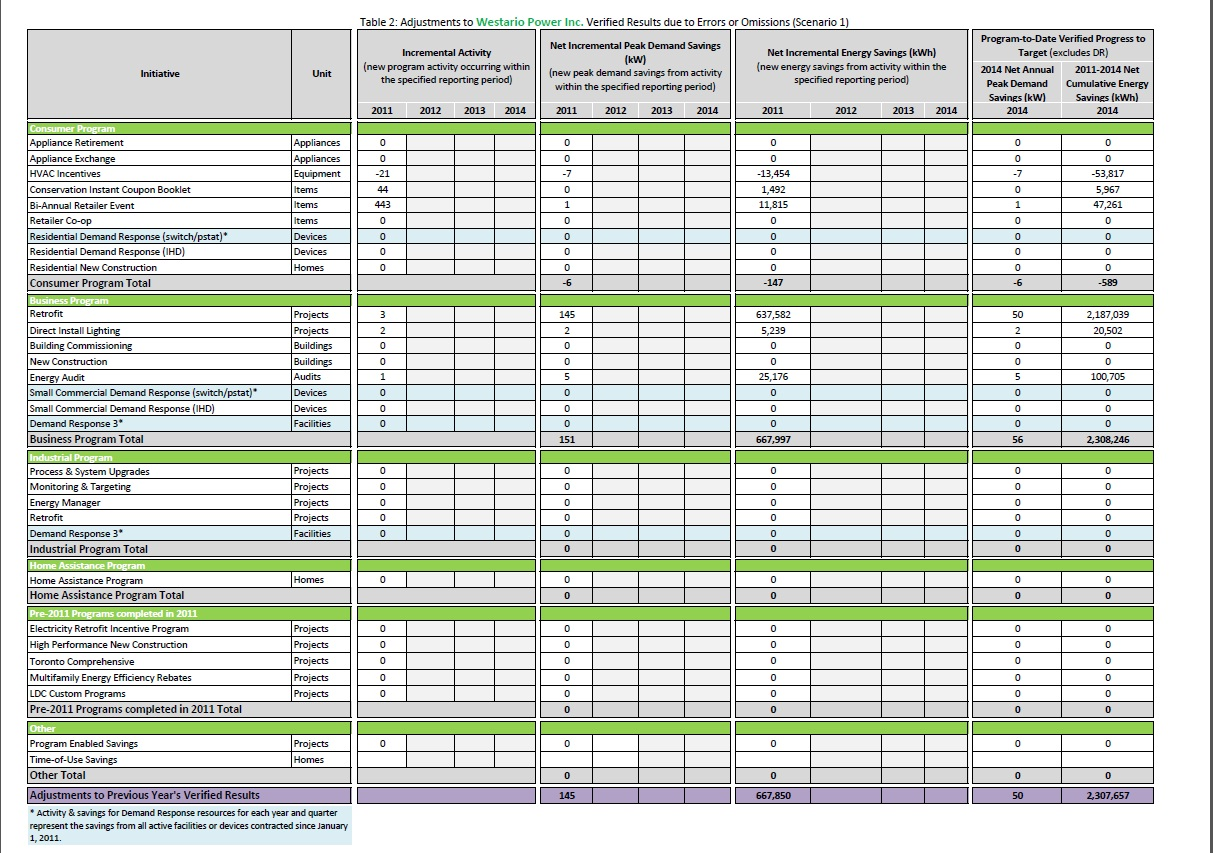 Table 2: Adjustments to Westario Power Inc. Verified Results due to Errors or Omissions (Scenario 1)
Initiative
Unit
Incremental Activity
(new program activity occurring within
the specified reporting period)
Net Incremental Peak Demand Savings
(kW)
(new peak demand savings from activity
within the specified reporting period)
Net Incremental Energy Savings (kWh)
(new energy savings from activity within the
specified reporting period)
Program-to-Date Verified Progress to
Target (excludes DR)
2014 Net Annual
Peak Demand
Savings (kW)
2011-2014 Net
Cumulative Energy
Savings (kWh)
2011 2012 2013 2014 2011 2012 2013 2014 2011 2012 2013 2014 2014 2014
Consumer Program
Appliance Retirement Appliances 0 0 0 0 0
Appliance Exchange Appliances 0 0 0 0 0
HVAC Incentives Equipment -21 -7 -13,454 -7 -53,817
Conservation Instant Coupon Booklet Items 44 0 1,492 0 5,967
Bi-Annual Retailer Event Items 443 1 11,815 1 47,261
Retailer Co-op Items 0 0 0 0 0
Residential Demand Response (switch/pstat)* Devices 0 0 0 0 0
Residential Demand Response (IHD) Devices 0 0 0 0 0
Residential New Construction Homes 0 0 0 0 0
Consumer Program Total -6 -147 -6 -589
Business Program
Retrofit Projects 3 145 637,582 50 2,187,039
Direct Install Lighting Projects 2 2 5,239 2 20,502
Building Commissioning Buildings 0 0 0 0 0
New Construction Buildings 0 0 0 0 0
Energy Audit Audits 1 5 25,176 5 100,705
Small Commercial Demand Response (switch/pstat)* Devices 0 0 0 0 0
Small Commercial Demand Response (IHD) Devices 0 0 0 0 0
Demand Response 3* Facilities 0 0 0 0 0
Business Program Total 151 667,997 56 2,308,246
Industrial Program
Process & System Upgrades Projects 0 0 0 0 0
Monitoring & Targeting Projects 0 0 0 0 0
Energy Manager Projects 0 0 0 0 0
Retrofit Projects 0 0 0 0 0
Demand Response 3* Facilities 0 0 0 0 0
Industrial Program Total 0 0 0 0
Home Assistance Program
Home Assistance Program Homes 0 0 0 0 0
Home Assistance Program Total 0 0 0 0
Pre-2011 Programs completed in 2011
Electricity Retrofit Incentive Program Projects 0 0 0 0 0
High Performance New Construction Projects 0 0 0 0 0
Toronto Comprehensive Projects 0 0 0 0 0
Multifamily Energy Efficiency Rebates Projects 0 0 0 0 0
LDC Custom Programs Projects 0 0 0 0 0
Pre-2011 Programs completed in 2011 Total 0 0 0 0
Other
Program Enabled Savings Projects 0 0 0 0 0
Time-of-Use Savings Homes
Other Total 0 0 0 0
Adjustments to Previous Year's Verified Results 145 667,850 50 2,307,657
* Activity & savings for Demand Response resources for each year and quarter
represent the savings from all active facilities or devices contracted since January
1, 2011.